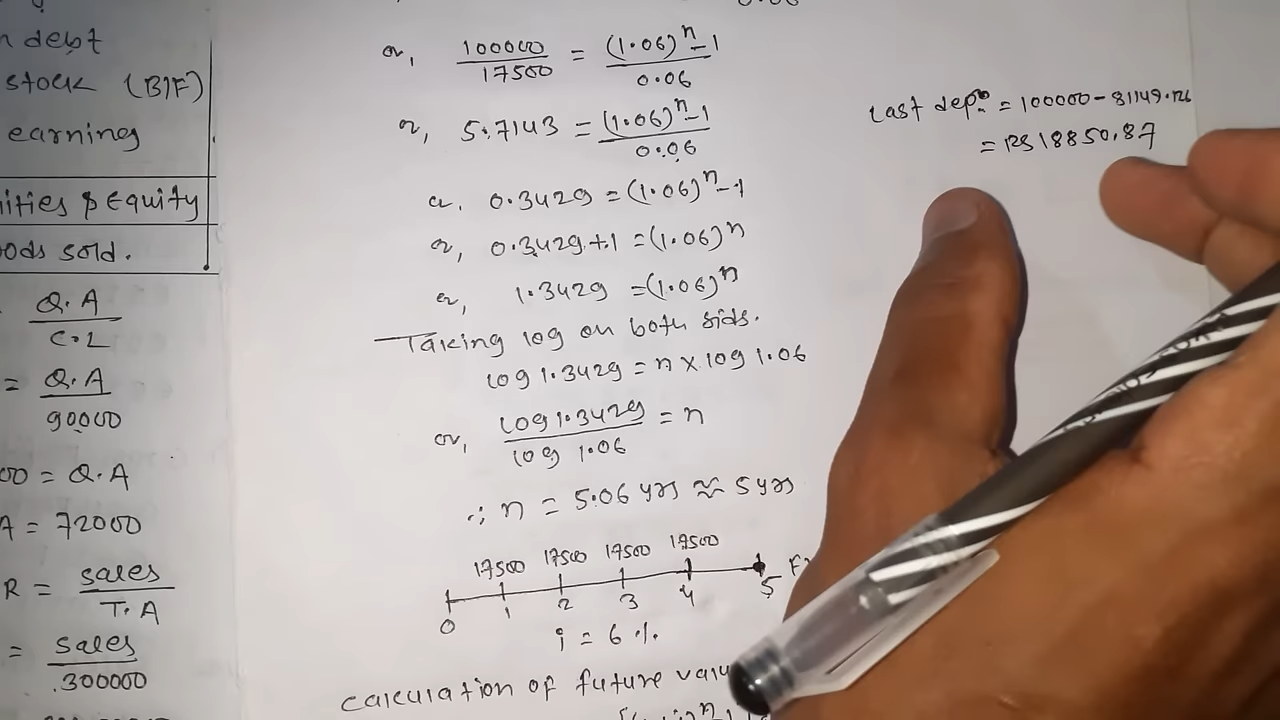 n debt
stock (B/F)
earning
ities & Equity
ods sold.
Q.A
C.L
= Q.A
90000
00 = Q.A
A = 72000
R = sales
T.A
= sales
300000
or, 100000 = (1.06)^n - 1
17500 0.06
or, 5.7143 = (1.06)^n - 1
0.06
or, 0.3429 = (1.06)^n - 1
or, 0.3429 + 1 = (1.06)^n
or, 1.3429 = (1.06)^n
Taking log on both sids.
log 1.3429 = n × log 1.06
or, log 1.3429 = n
log 1.06
∴ n = 5.06 yrs ≈ 5 yrs
17500 17500 17500 17500
0 1 2 3 4 5
i = 6 %.
calculation of future valu
Last depo. = 100000 - 81149.126
= RS 18850.87